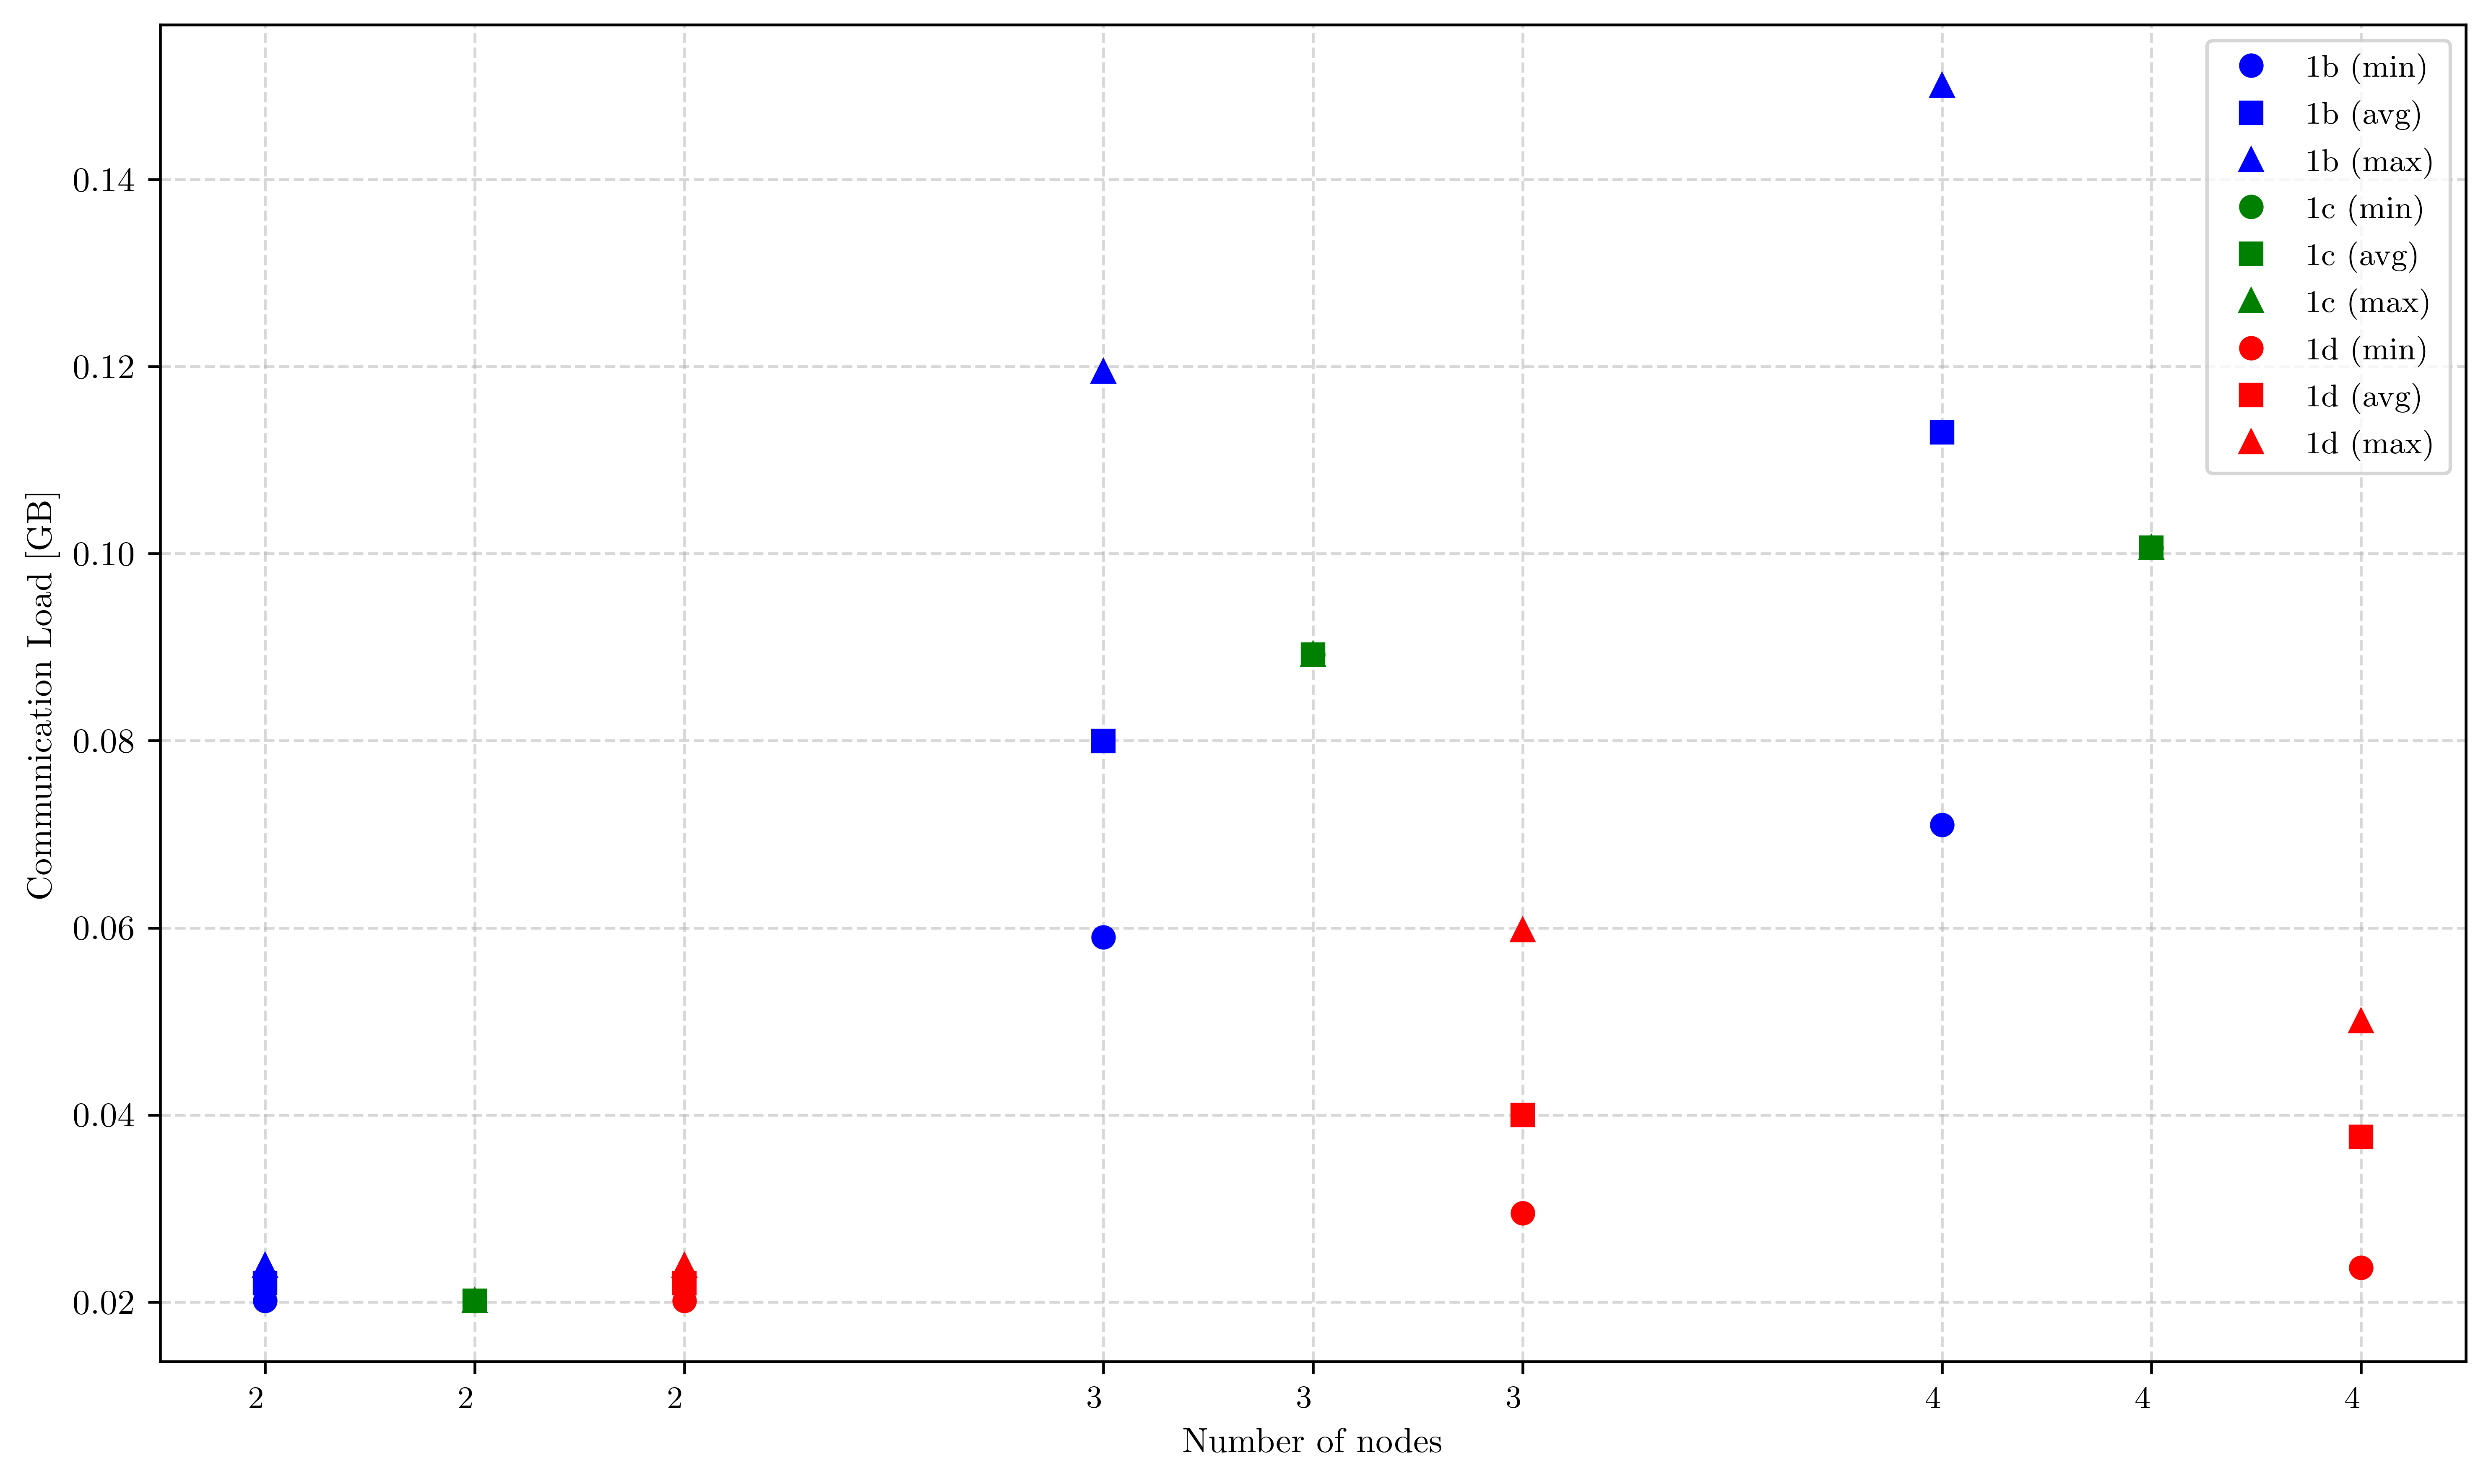 1b (min)
1b (avg)
1b (max)
1c (min)
1c (avg)
1c (max)
1d (min)
1d (avg)
1d (max)
0.14
0.12
0.10
0.08
0.06
0.04
0.02
Communication Load [GB]
2 2 2 3 3 3 4 4 4
Number of nodes